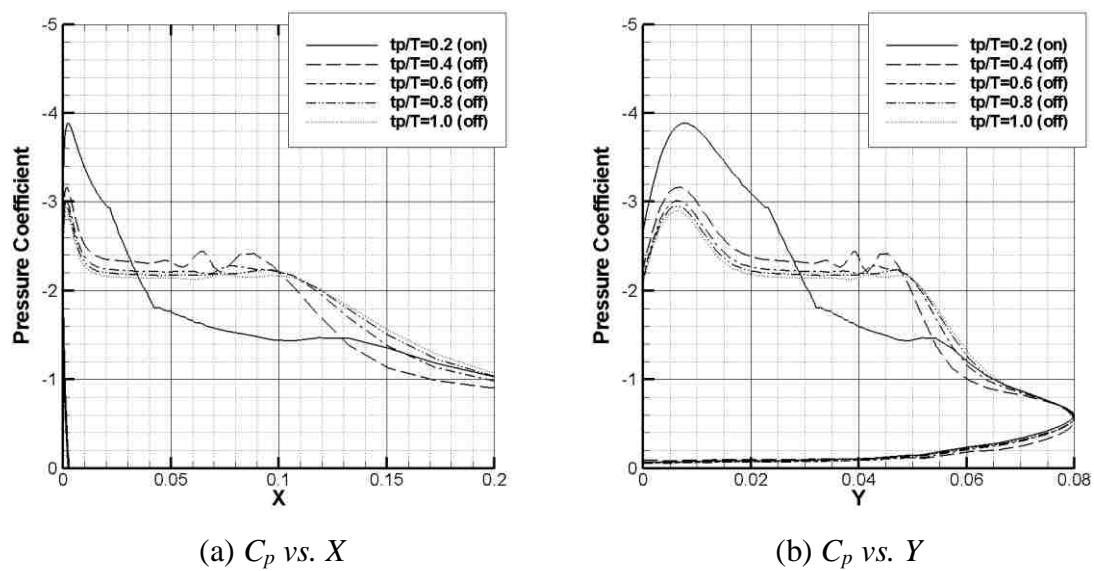 -5
-4
-3
-2
-1
0
Pressure Coefficient
0
0.05
0.1
0.15
0.2
X
tp/T=0.2 (on)
tp/T=0.4 (off)
tp/T=0.6 (off)
tp/T=0.8 (off)
tp/T=1.0 (off)
(a) Cp vs. X
-5
-4
-3
-2
-1
0
Pressure Coefficient
0
0.02
0.04
0.06
0.08
Y
tp/T=0.2 (on)
tp/T=0.4 (off)
tp/T=0.6 (off)
tp/T=0.8 (off)
tp/T=1.0 (off)
(b) Cp vs. Y